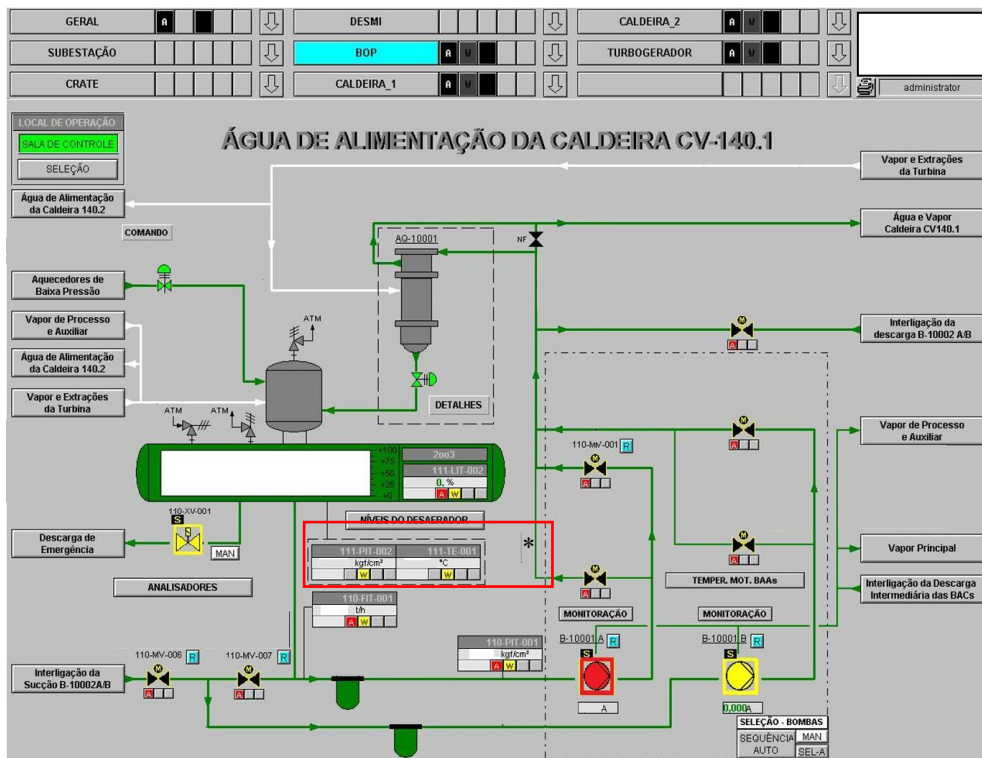 GERAL
A
DESMI
CALDEIRA_2
A W
SUBESTAÇÃO
BOP
A W
TURBOGERADOR
A W
CRATE
CALDEIRA_1
A W
administrator
LOCAL DE OPERAÇÃO
SALA DE CONTROLE
SELEÇÃO
ÁGUA DE ALIMENTAÇÃO DA CALDEIRA CV-140.1
Vapor e Extrações
da Turbina
Água de Alimentação
da Caldeira 140.2
COMANDO
Água e Vapor
Caldeira CV140.1
AQ-10001
NF
Aquecedores de
Baixa Pressão
Vapor de Processo
e Auxiliar
Água de Alimentação
da Caldeira 140.2
Vapor e Extrações
da Turbina
ATM
M
A
Interligação da
descarga B-10002 A/B
DETALHES
ATM
ATM
M
A
Vapor de Processo
e Auxiliar
110-MV-001
R
M
A
+100
+75
+50
+25
+0
2oo3
111-LIT-002
0, %
A W
NÍVEIS DO DESAERADOR
110-XV-001
S
MAN
Descarga de
Emergência
111-PIT-002
kgf/cm²
W
111-TE-001
°C
W
*
M
A
M
A
Vapor Principal
TEMPER. MOT. BAAs
Interligação da Descarga
Intermediária das BACs
ANALISADORES
110-FIT-001
t/h
A W
MONITORAÇÃO
MONITORAÇÃO
B-10001 A
R
S
A
B-10001 B
R
S
0,000A
110-PIT-001
kgf/cm²
A W
110-MV-006
R
M
A
110-MV-007
R
M
A
Interligação da
Sucção B-10002A/B
SELEÇÃO - BOMBAS
SEQUÊNCIA
MAN
AUTO
SEL-A